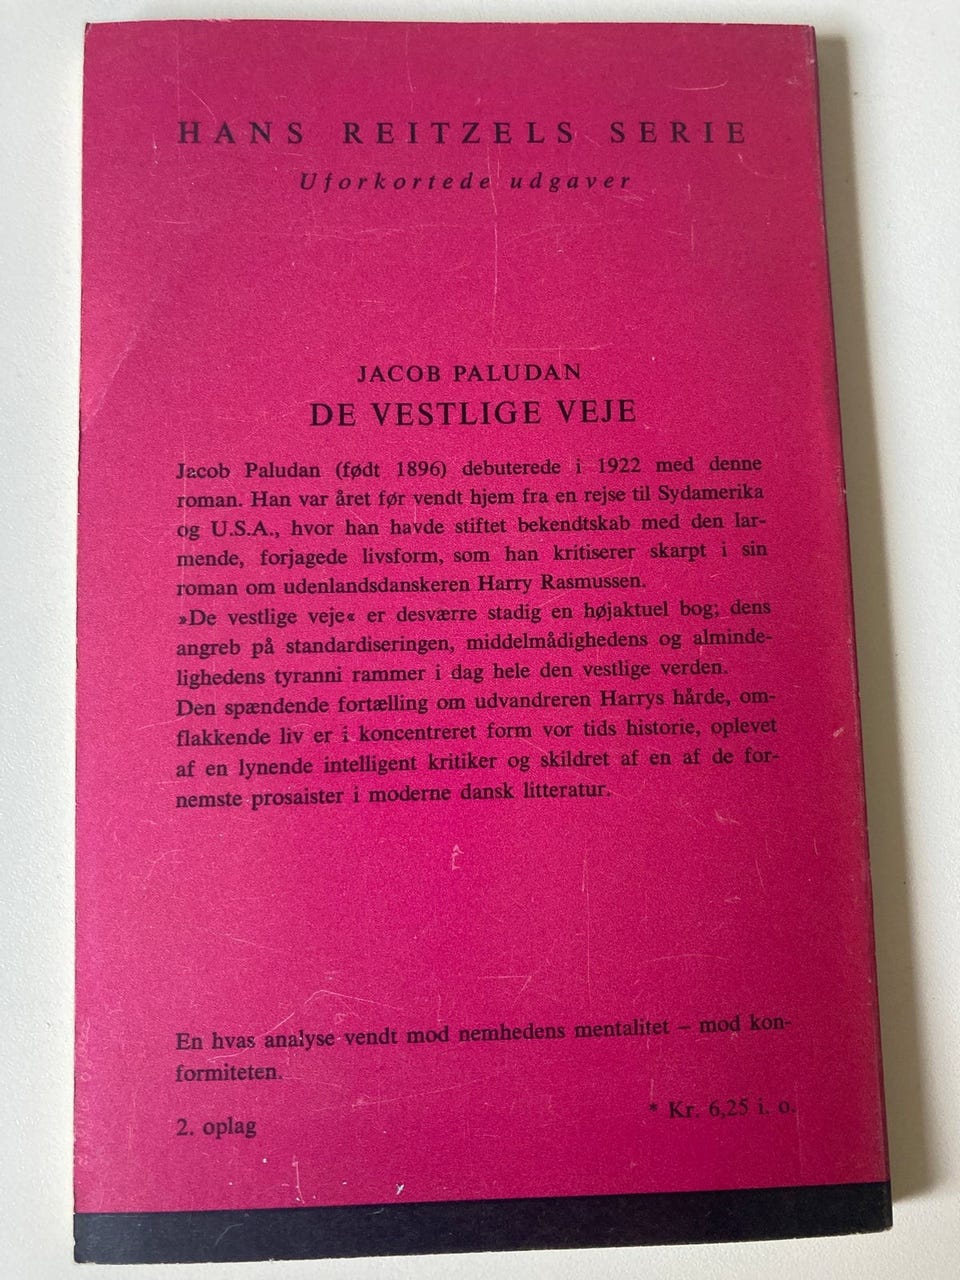 HANS REITZELS SERIE
Uforkortede udgaver
JACOB PALUDAN
DE VESTLIGE VEJE
Jacob Paludan (født 1896) debuterede i 1922 med denne
roman. Han var året før vendt hjem fra en rejse til Sydamerika
og U.S.A., hvor han havde stiftet bekendtskab med den lar-
mende, forjagede livsform, som han kritiserer skarpt i sin
roman om udenlandsdanskeren Harry Rasmussen.
»De vestlige veje« er desværre stadig en højaktuel bog; dens
angreb på standardiseringen, middelmådighedens og alminde-
lighedens tyranni rammer i dag hele den vestlige verden.
Den spændende fortælling om udvandreren Harrys hårde, om-
flakkende liv er i koncentreret form vor tids historie, oplevet
af en lynende intelligent kritiker og skildret af en af de for-
nemste prosaister i moderne dansk litteratur.
En hvas analyse vendt mod nemhedens mentalitet – mod kon-
formiteten.
2. oplag
* Kr. 6,25 i. o.